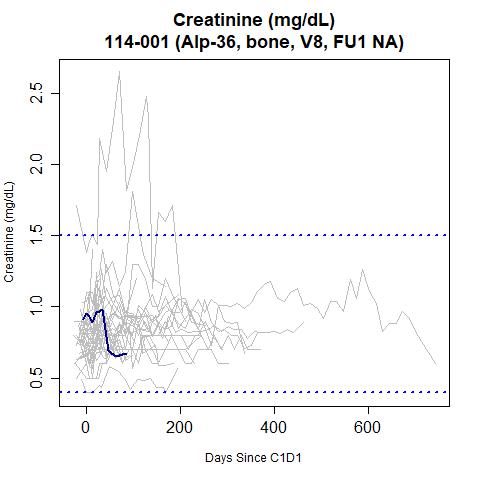 Creatinine (mg/dL)
114-001 (Alp-36, bone, V8, FU1 NA)
Creatinine (mg/dL)
2.5
2.0
1.5
1.0
0.5
0 200 400 600
Days Since C1D1